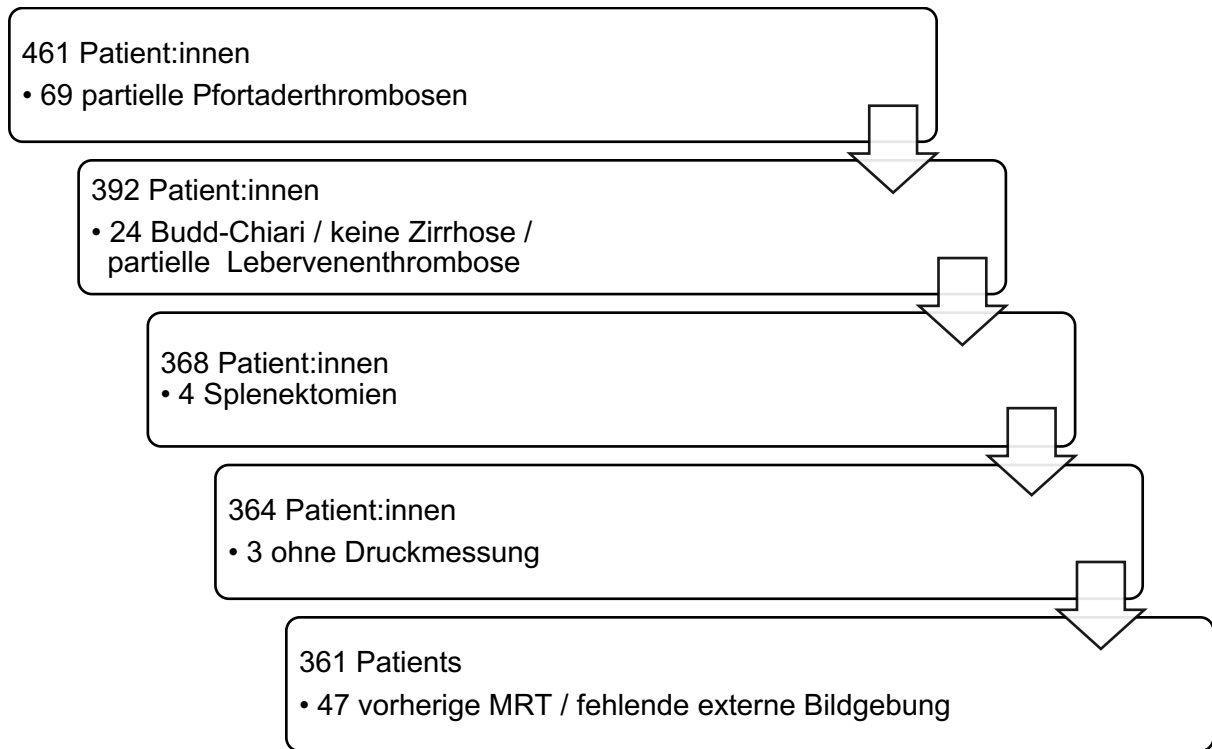 461 Patient:innen
• 69 partielle Pfortaderthrombosen
392 Patient:innen
• 24 Budd-Chiari / keine Zirrhose /
partielle Lebervenenthrombose
368 Patient:innen
• 4 Splenektomien
364 Patient:innen
• 3 ohne Druckmessung
361 Patients
• 47 vorherige MRT / fehlende externe Bildgebung